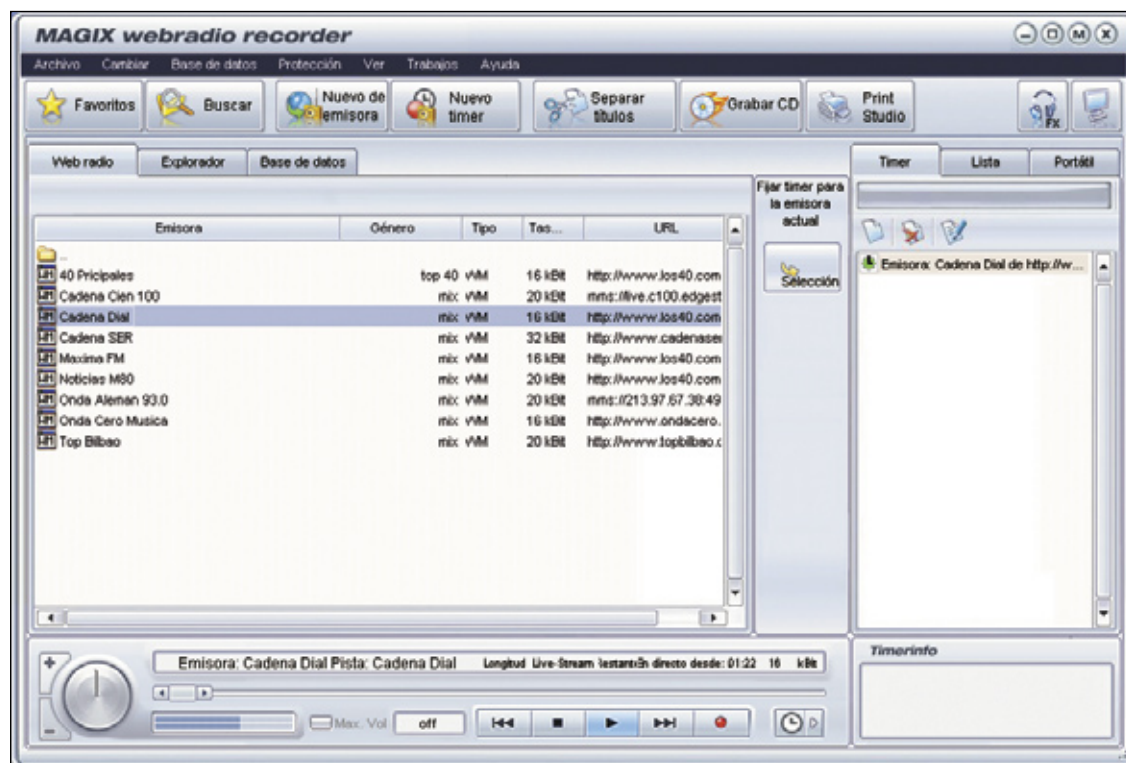 MAGIX webradio recorder
Archivo Cambiar Base de datos Protección Ver Trabajos Ayuda
Favoritos Buscar Nuevo de emisora Nuevo timer Separar títulos Grabar CD Print Studio FX
Web radio Explorador Base de datos
Timer Lista Portátil
Fijar timer para
la emisora
actual
Selección
Emisora Género Tipo Tas... URL
..
40 Pricipales top 40 WM 16 kBit http://www.los40.com
Cadena Cien 100 mix WM 20 kBit mms://live.c100.edgest
Cadena Dial mix WM 16 kBit http://www.los40.com
Cadena SER mix WM 32 kBit http://www.cadenaser
Maxima FM mix WM 16 kBit http://www.los40.com
Noticias M80 mix WM 20 kBit http://www.los40.com
Onda Aleman 93.0 mix WM 20 kBit mms://213.97.67.38:49
Onda Cero Musica mix WM 16 kBit http://www.ondacero.
Top Bilbao mix WM 20 kBit http://www.topbilbao.c
Emisora: Cadena Dial de http://w...
Emisora: Cadena Dial Pista: Cadena Dial Longitud Live-Stream directo desde: 01:22 16 kBit
Max. Vol off
Timerinfo